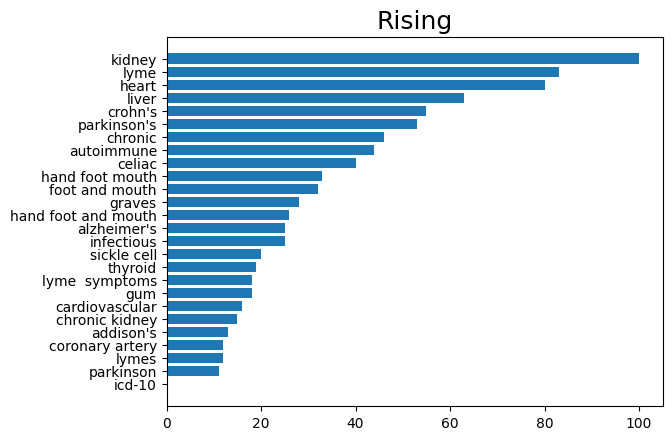 Rising
kidney
lyme
heart
liver
crohn's
parkinson's
chronic
autoimmune
celiac
hand foot mouth
foot and mouth
graves
hand foot and mouth
alzheimer's
infectious
sickle cell
thyroid
lyme  symptoms
gum
cardiovascular
chronic kidney
addison's
coronary artery
lymes
parkinson
icd-10
0 20 40 60 80 100